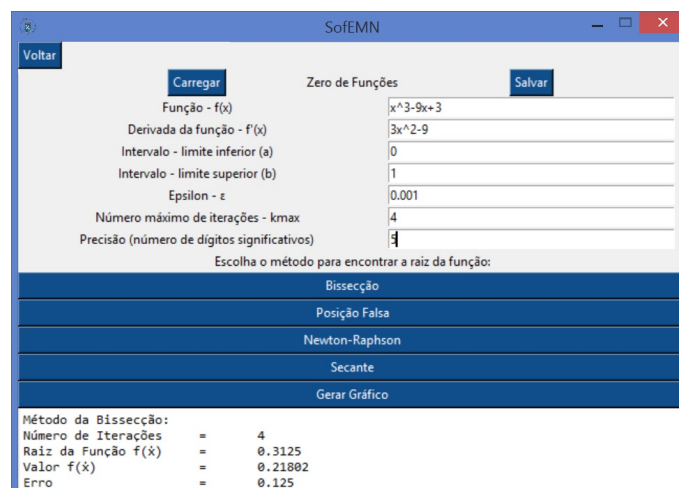 SofEMN
Voltar
Carregar Zero de Funções Salvar
Função - f(x) x^3-9x+3
Derivada da função - f'(x) 3x^2-9
Intervalo - limite inferior (a) 0
Intervalo - limite superior (b) 1
Epsilon - ε 0.001
Número máximo de iterações - kmax 4
Precisão (número de dígitos significativos) 5
Escolha o método para encontrar a raiz da função:
Bissecção
Posição Falsa
Newton-Raphson
Secante
Gerar Gráfico
Método da Bissecção:
Número de Iterações = 4
Raiz da Função f(ẋ) = 0.3125
Valor f(ẋ) = 0.21802
Erro = 0.125